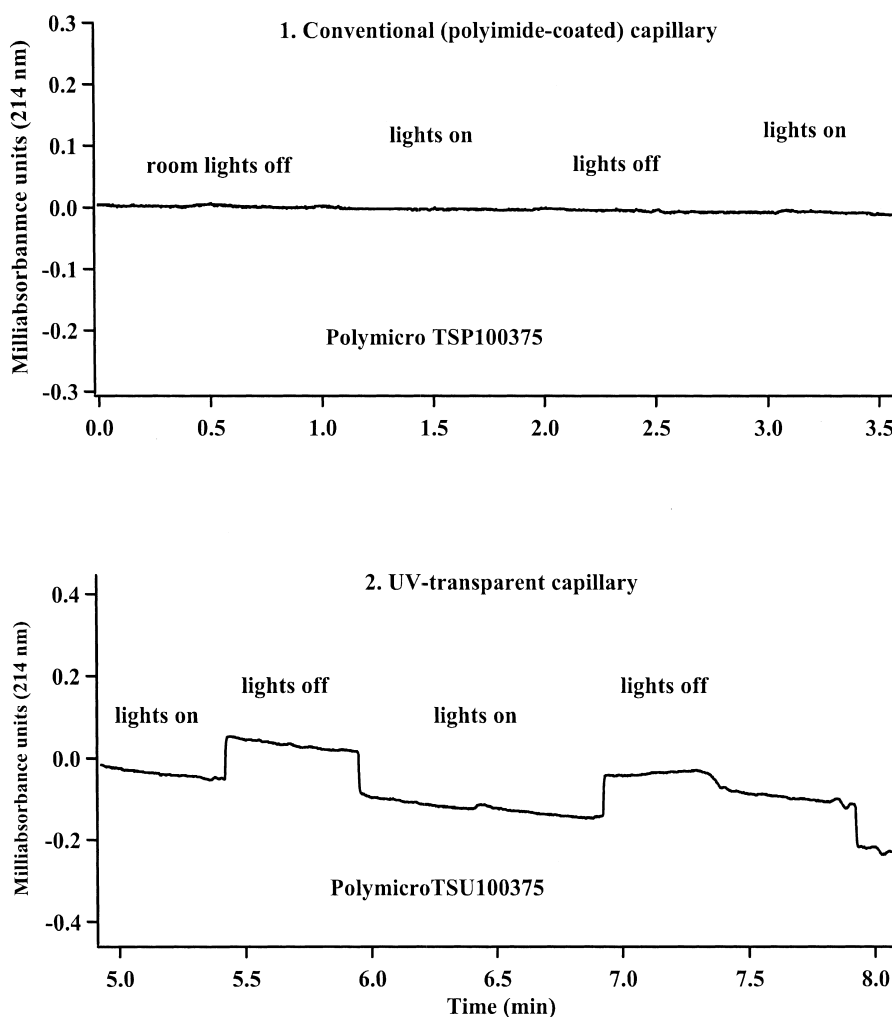 1. Conventional (polyimide-coated) capillary
Milliabsorbanmce units (214 nm)
0.3
0.2
0.1
0.0
-0.1
-0.2
-0.3
room lights off
lights on
lights off
lights on
Polymicro TSP100375
0.0 0.5 1.0 1.5 2.0 2.5 3.0 3.5
2. UV-transparent capillary
Milliabsorbance units (214 nm)
0.4
0.2
0.0
-0.2
-0.4
lights on
lights off
lights on
lights off
PolymicroTSU100375
5.0 5.5 6.0 6.5 7.0 7.5 8.0
Time (min)